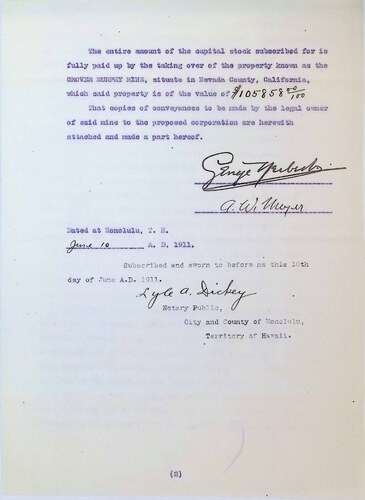 The entire amount of the capital stock subscribed for is
fully paid up by the taking over of the property known as the
GROVER MURPHY MINE, situate in Nevada County, California,
which said property is of the value of $105858 00/100
That copies of conveyances to be made by the legal owner
of said mine to the proposed corporation are herewith
attached and made a part hereof.
George
A. W. Meyer
Dated at Honolulu, T. H.
June 10 A. D. 1911.
Subscribed and sworn to before me this 10th
day of June A.D. 1911.
Lyle A. Dickey
Notary Public,
City and County of Honolulu,
Territory of Hawaii.
(2)